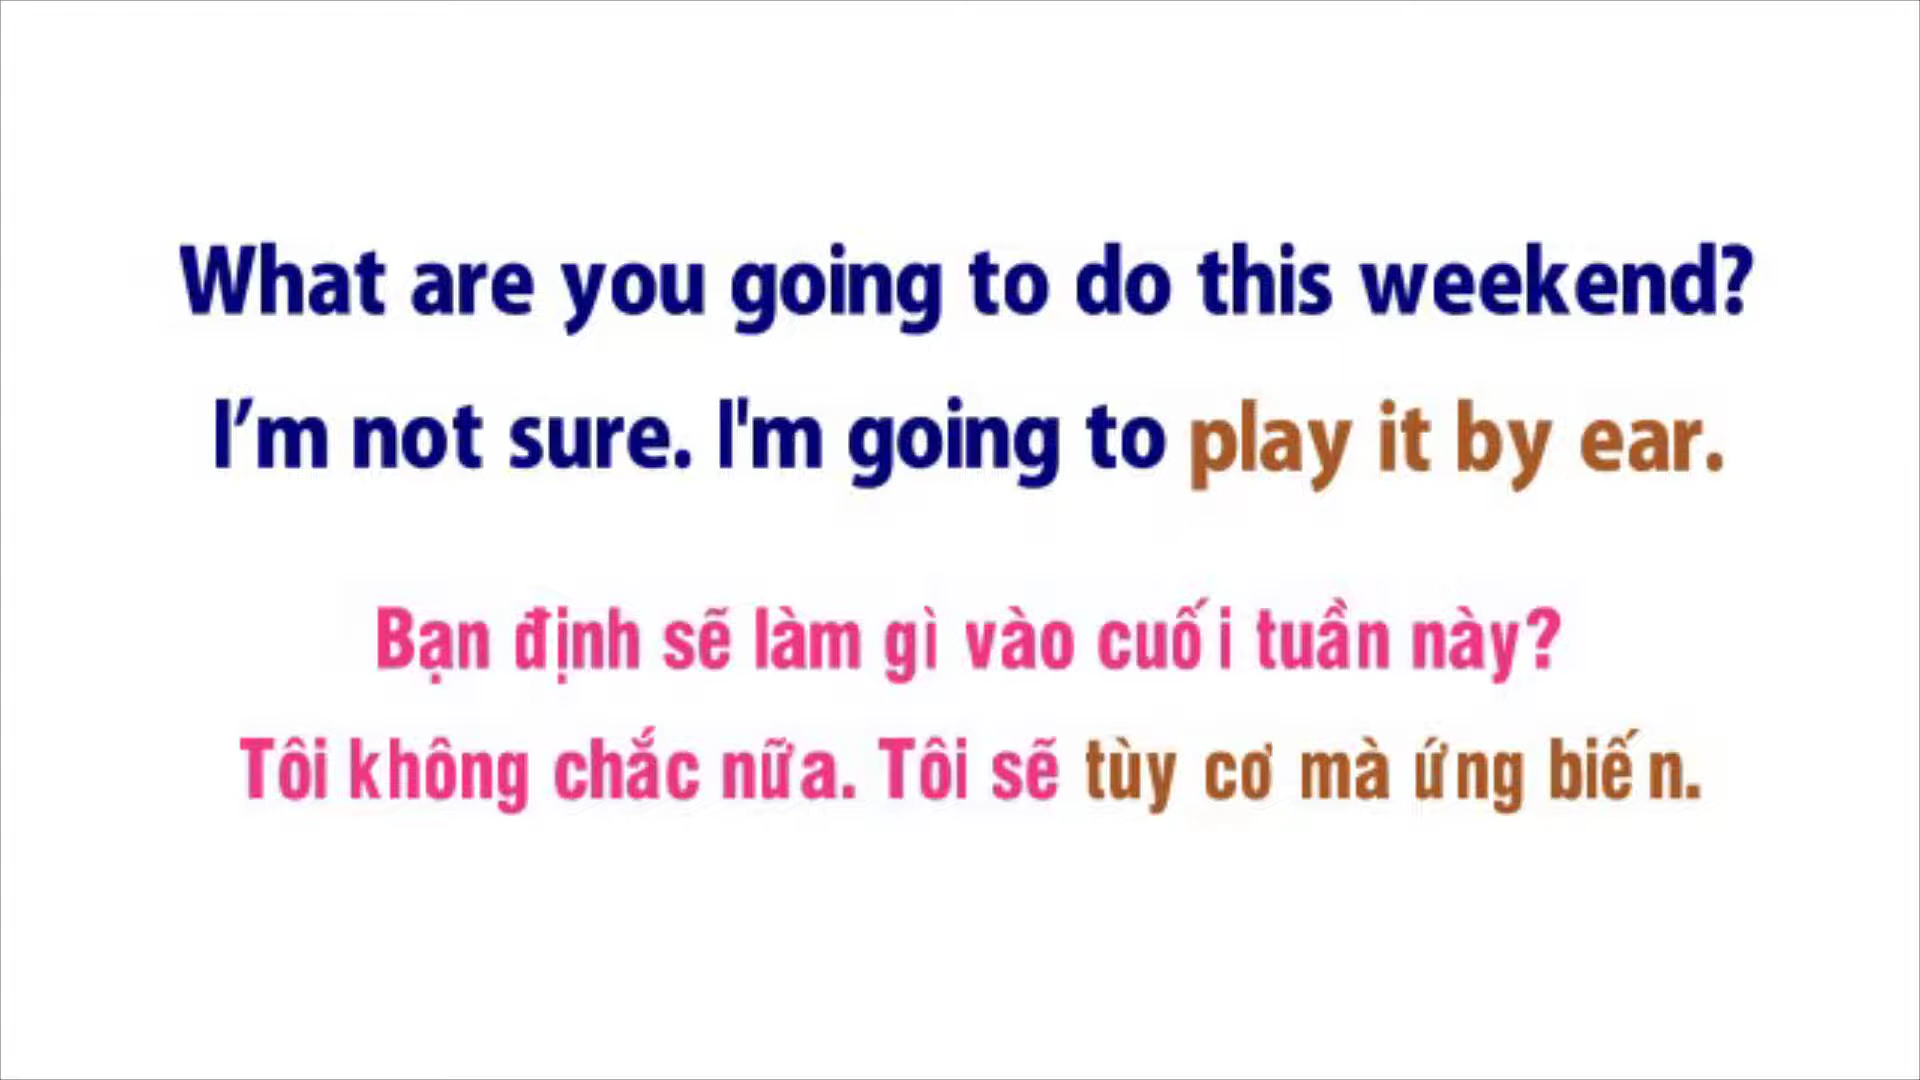 What are you going to do this weekend?
I’m not sure. I'm going to play it by ear.
Bạn định sẽ làm gì vào cuối tuần này?
Tôi không chắc nữa. Tôi sẽ tùy cơ mà ứng biến.